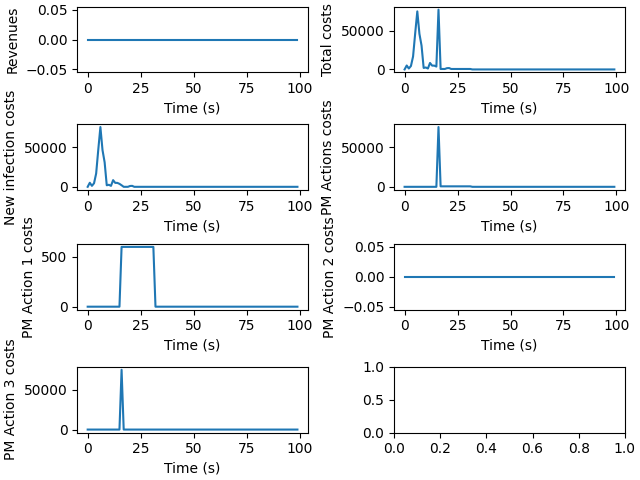 Revenues
0.05
0.00
−0.05
0 25 50 75 100
Time (s)
Total costs
50000
0
0 25 50 75 100
Time (s)
New infection costs
50000
0
0 25 50 75 100
Time (s)
PM Actions costs
50000
0
0 25 50 75 100
Time (s)
PM Action 1 costs
500
0
0 25 50 75 100
Time (s)
PM Action 2 costs
0.05
0.00
−0.05
0 25 50 75 100
Time (s)
PM Action 3 costs
50000
0
0 25 50 75 100
Time (s)
1.0
0.5
0.0
0.0 0.2 0.4 0.6 0.8 1.0